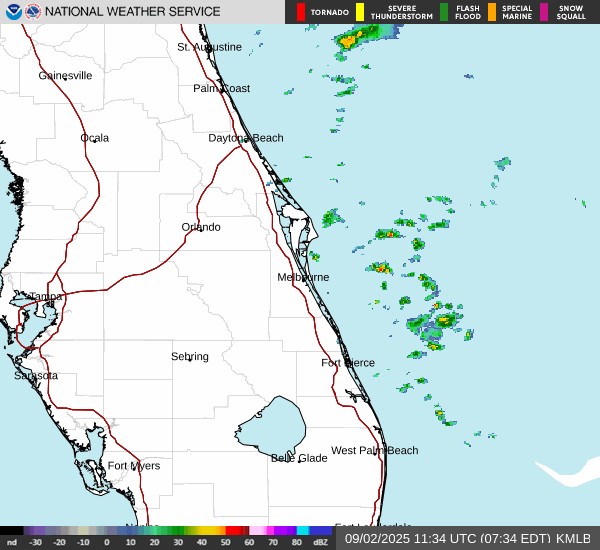 NATIONAL WEATHER SERVICE
TORNADO
SEVERE
THUNDERSTORM
FLASH
FLOOD
SPECIAL
MARINE
SNOW
SQUALL
St. Augustine
Gainesville
Palm Coast
Ocala
Daytona Beach
Orlando
Melbourne
Tampa
Sebring
Fort Pierce
Sarasota
West Palm Beach
Belle Glade
Fort Myers
Fort Lauderdale
nd -30 -20 -10 0 10 20 30 40 50 60 70 80 dBZ
09/02/2025 11:34 UTC (07:34 EDT) KMLB